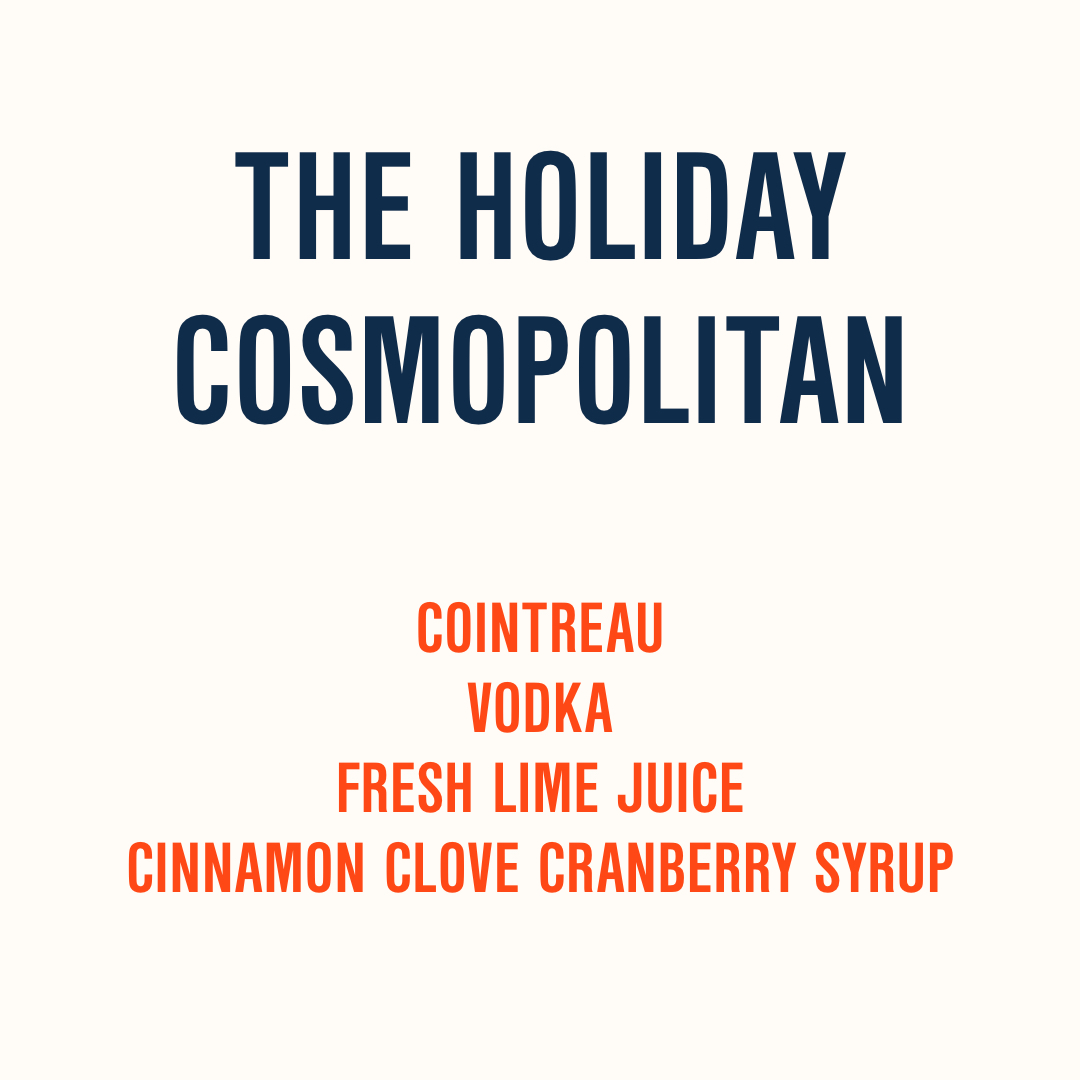 THE HOLIDAY
COSMOPOLITAN
COINTREAU
VODKA
FRESH LIME JUICE
CINNAMON CLOVE CRANBERRY SYRUP